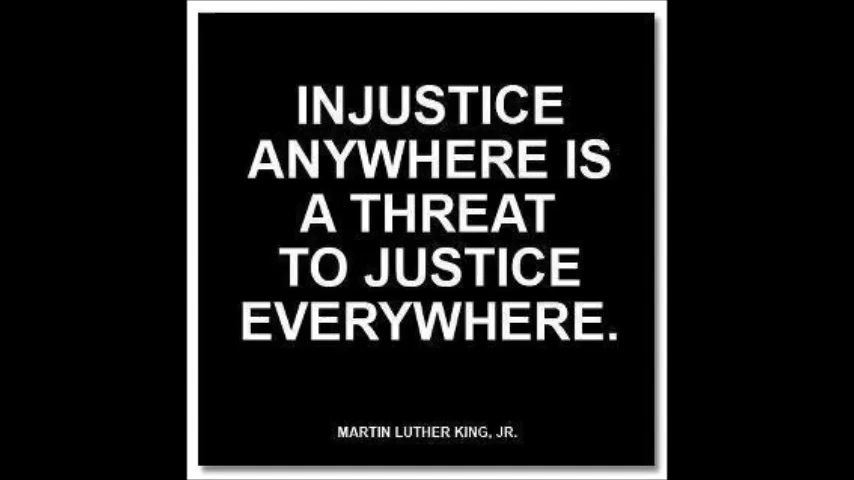 INJUSTICE
ANYWHERE IS
A THREAT
TO JUSTICE
EVERYWHERE.
MARTIN LUTHER KING, JR.